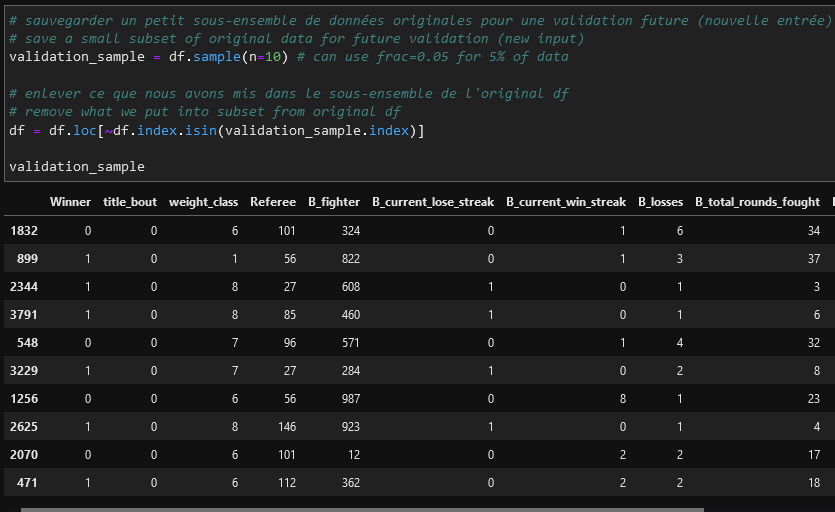 # sauvegarder un petit sous-ensemble de données originales pour une validation future (nouvelle entrée)
# save a small subset of original data for future validation (new input)
validation_sample = df.sample(n=10) # can use frac=0.05 for 5% of data
# enlever ce que nous avons mis dans le sous-ensemble de l'original df
# remove what we put into subset from original df
df = df.loc[~df.index.isin(validation_sample.index)]
validation_sample
Winner title_bout weight_class Referee B_fighter B_current_lose_streak B_current_win_streak B_losses B_total_rounds_fought
1832 0 0 6 101 324 0 1 6 34
899 1 0 1 56 822 0 1 3 37
2344 1 0 8 27 608 1 0 1 3
3791 1 0 8 85 460 1 0 1 6
548 0 0 7 96 571 0 1 4 32
3229 1 0 7 27 284 1 0 2 8
1256 0 0 6 56 987 0 8 1 23
2625 1 0 8 146 923 1 0 1 4
2070 0 0 6 101 12 0 2 2 17
471 1 0 6 112 362 0 2 2 18